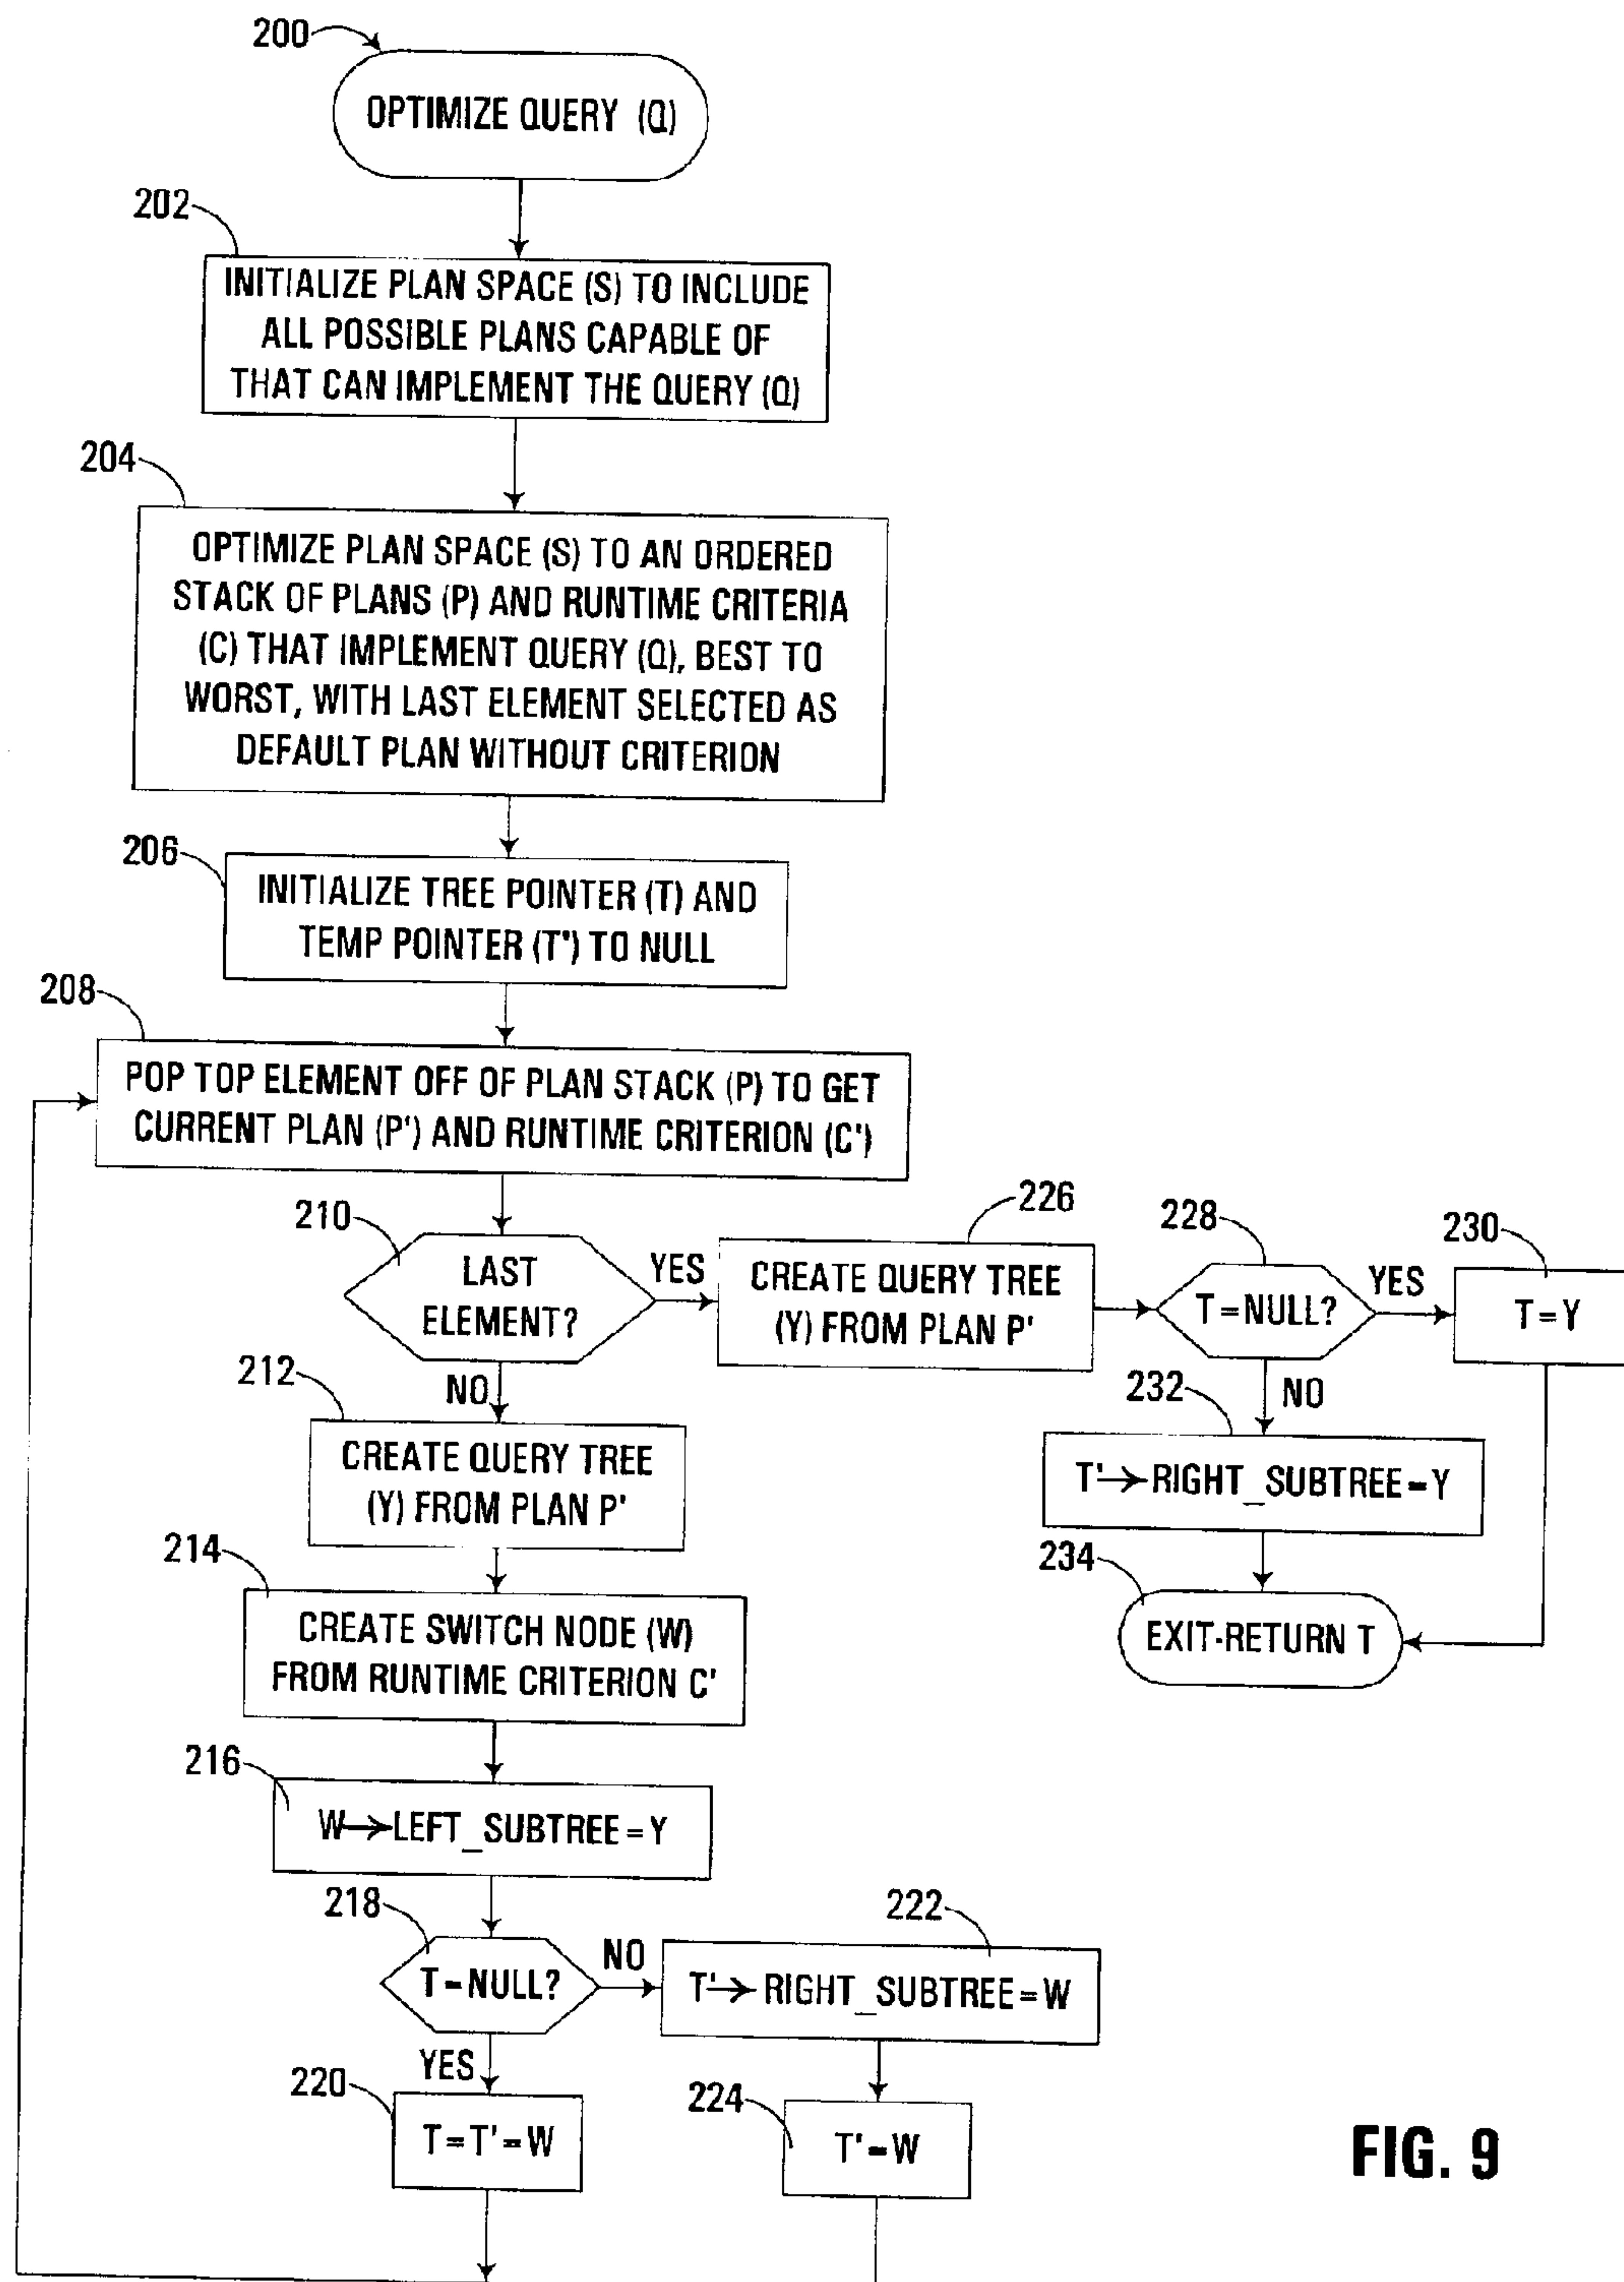 200
OPTIMIZE QUERY (Q)
202
INITIALIZE PLAN SPACE (S) TO INCLUDE
ALL POSSIBLE PLANS CAPABLE OF
THAT CAN IMPLEMENT THE QUERY (Q)
204
OPTIMIZE PLAN SPACE (S) TO AN ORDERED
STACK OF PLANS (P) AND RUNTIME CRITERIA
(C) THAT IMPLEMENT QUERY (Q), BEST TO
WORST, WITH LAST ELEMENT SELECTED AS
DEFAULT PLAN WITHOUT CRITERION
206
INITIALIZE TREE POINTER (T) AND
TEMP POINTER (T') TO NULL
208
POP TOP ELEMENT OFF OF PLAN STACK (P) TO GET
CURRENT PLAN (P') AND RUNTIME CRITERION (C')
210
LAST
ELEMENT?
YES
NO
226
CREATE QUERY TREE
(Y) FROM PLAN P'
228
T=NULL?
YES
NO
230
T=Y
232
T'→RIGHT_SUBTREE=Y
234
EXIT-RETURN T
212
CREATE QUERY TREE
(Y) FROM PLAN P'
214
CREATE SWITCH NODE (W)
FROM RUNTIME CRITERION C'
216
W→LEFT_SUBTREE=Y
218
T=NULL?
NO
YES
222
T'→RIGHT_SUBTREE=W
220
T=T'=W
224
T'=W
FIG. 9